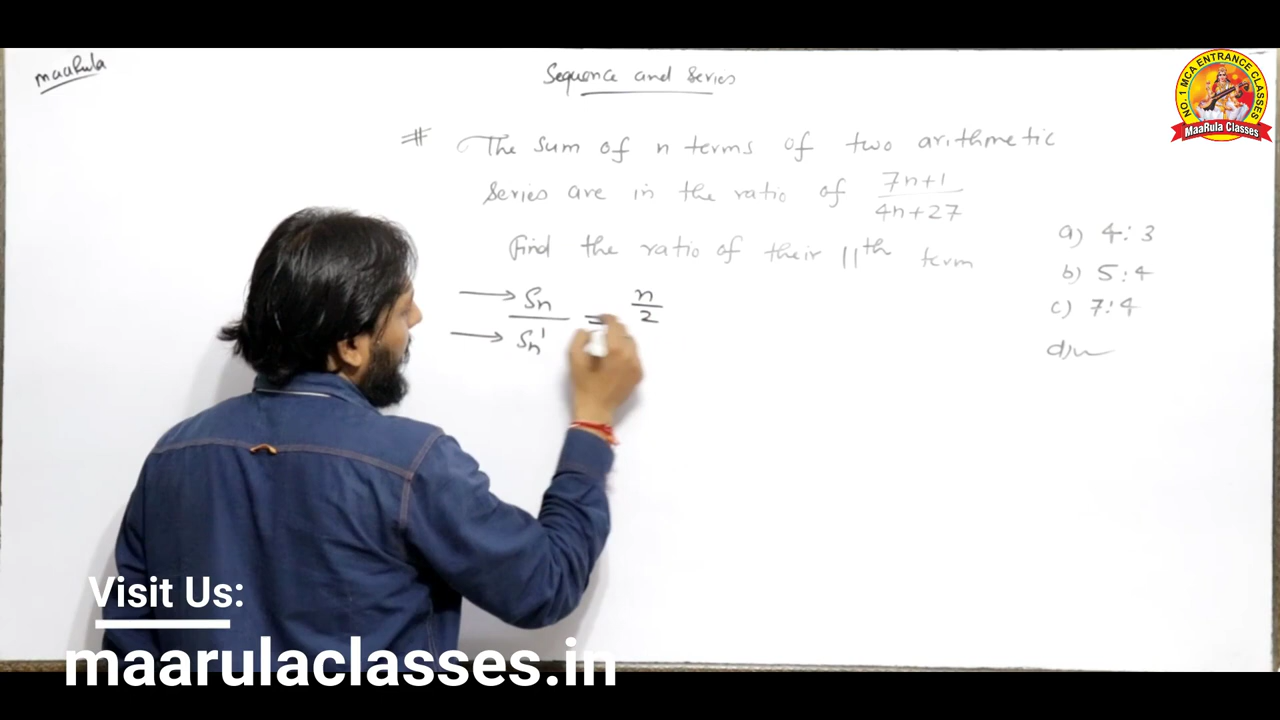 maaRula
Sequence and Series
NO. 1 MCA ENTRANCE CLASSES
MaaRula Classes
# The sum of n terms of two arithmetic
series are in the ratio of 7n+1
4n+27
Find the ratio of their 11th term
a) 4:3
b) 5:4
c) 7:4
d)
Sn = n/2
Sn'
Visit Us:
maarulaclasses.in